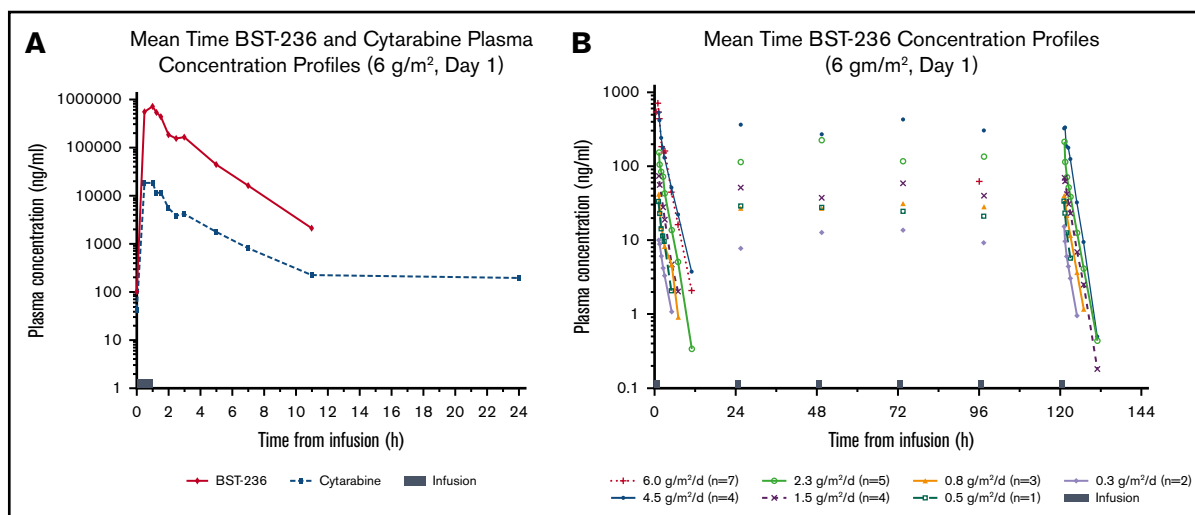 A
Mean Time BST-236 and Cytarabine Plasma
Concentration Profiles (6 g/m², Day 1)
Plasma concentration (ng/ml)
1000000
100000
10000
1000
100
10
1
0 2 4 6 8 10 12 14 16 18 20 22 24
Time from infusion (h)
BST-236 Cytarabine Infusion
B
Mean Time BST-236 Concentration Profiles
(6 gm/m², Day 1)
Plasma concentration (ng/ml)
1000
100
10
1
0.1
0 24 48 72 96 120 144
Time from infusion (h)
6.0 g/m²/d (n=7) 2.3 g/m²/d (n=5) 0.8 g/m²/d (n=3) 0.3 g/m²/d (n=2)
4.5 g/m²/d (n=4) 1.5 g/m²/d (n=4) 0.5 g/m²/d (n=1) Infusion